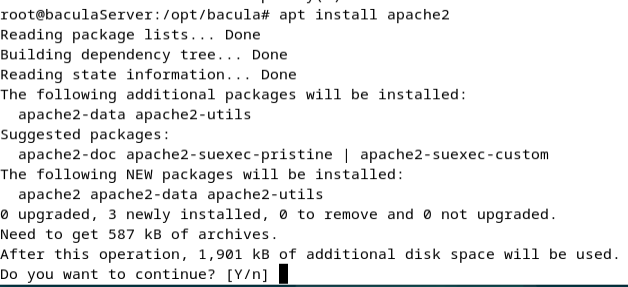 root@baculaServer:/opt/bacula# apt install apache2
Reading package lists... Done
Building dependency tree... Done
Reading state information... Done
The following additional packages will be installed:
  apache2-data apache2-utils
Suggested packages:
  apache2-doc apache2-suexec-pristine | apache2-suexec-custom
The following NEW packages will be installed:
  apache2 apache2-data apache2-utils
0 upgraded, 3 newly installed, 0 to remove and 0 not upgraded.
Need to get 587 kB of archives.
After this operation, 1,901 kB of additional disk space will be used.
Do you want to continue? [Y/n]